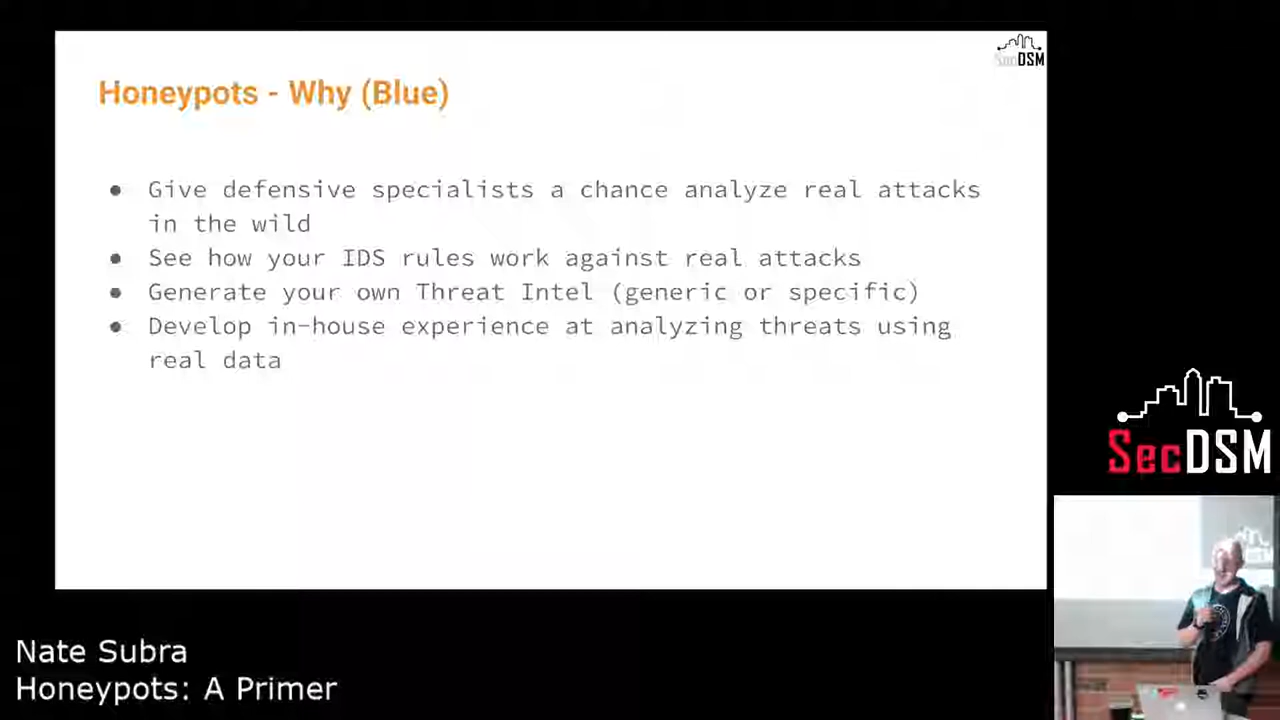 SecDSM
Honeypots - Why (Blue)
Give defensive specialists a chance analyze real attacks
in the wild
See how your IDS rules work against real attacks
Generate your own Threat Intel (generic or specific)
Develop in-house experience at analyzing threats using
real data
SecDSM
Nate Subra
Honeypots: A Primer